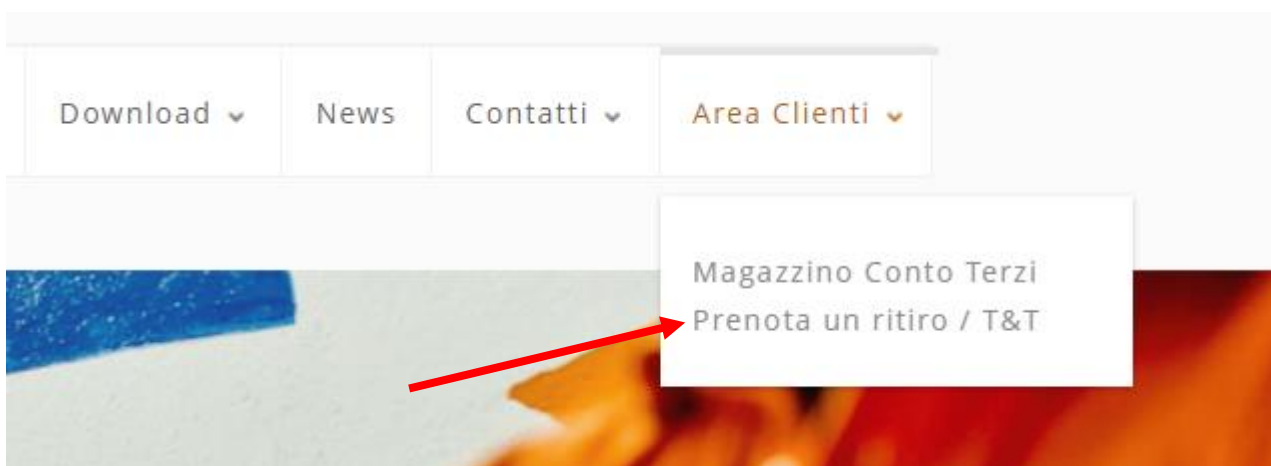 Download News Contatti Area Clienti
Magazzino Conto Terzi
Prenota un ritiro / T&T